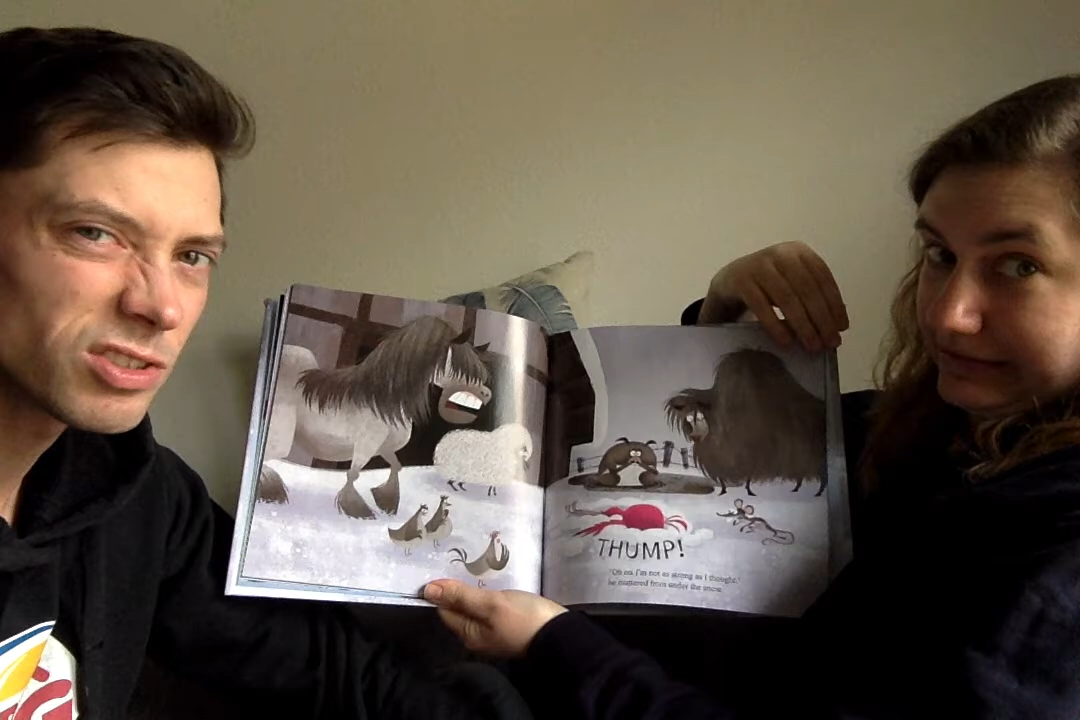 THUMP!
"Oh no. I'm not as strong as I thought,"
he muttered from under the snow.